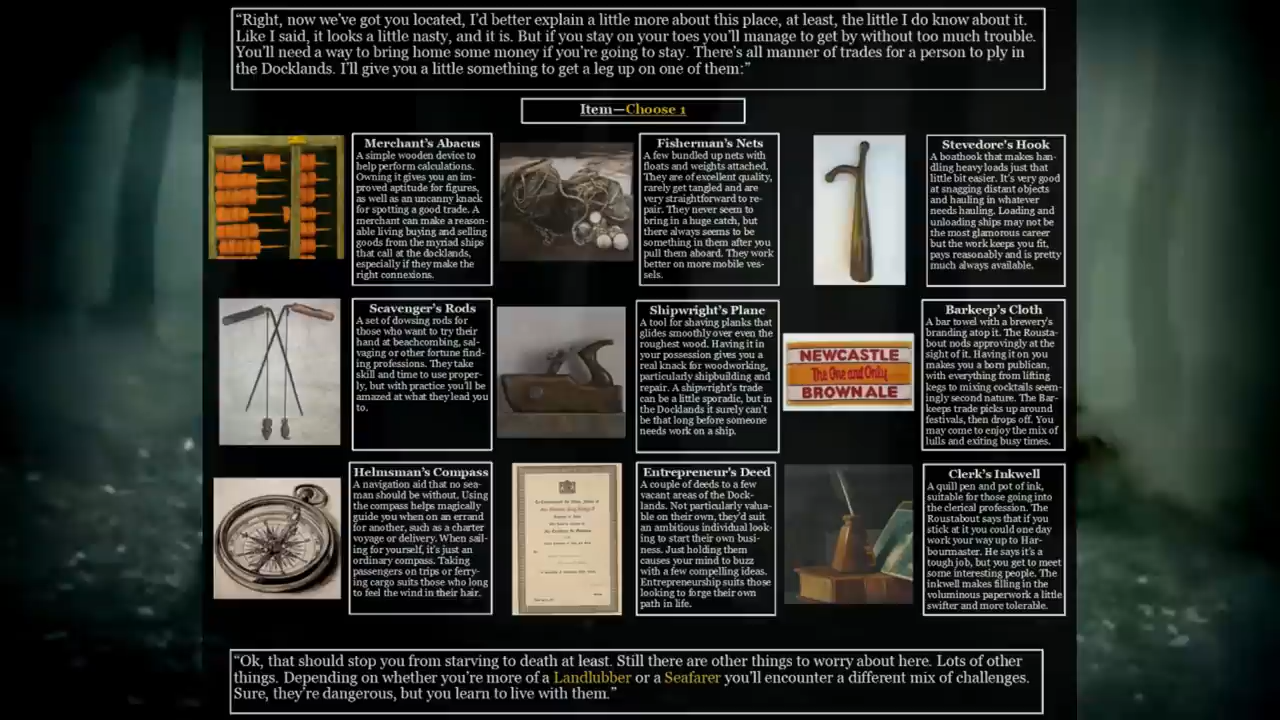 “Right, now we’ve got you located, I’d better explain a little more about this place, at least, the little I do know about it.
Like I said, it looks a little nasty, and it is. But if you stay on your toes you’ll manage to get by without too much trouble.
You’ll need a way to bring home some money if you’re going to stay. There’s all manner of trades for a person to ply in
the Docklands. I’ll give you a little something to get a leg up on one of them:”
Item—Choose 1
Merchant’s Abacus
A simple wooden device to
help perform calculations.
Owning it gives you an im-
proved aptitude for figures,
as well as an uncanny knack
for spotting a good trade. A
merchant can make a reason-
able living buying and selling
goods from the myriad ships
that call at the docklands,
especially if they make the
right connexions.
Fisherman’s Nets
A few bundled up nets with
floats and weights attached.
They are of excellent quality,
rarely get tangled and are
very straightforward to re-
pair. They never seem to
bring in a huge catch, but
there always seems to be
something in them after you
pull them aboard. They work
better on more mobile ves-
sels.
Stevedore’s Hook
A boathook that makes han-
dling heavy loads just that
little bit easier. It’s very good
at snagging distant objects
and hauling in whatever
needs hauling. Loading and
unloading ships may not be
the most glamorous career
but the work keeps you fit,
pays reasonably and is pretty
much always available.
Scavenger’s Rods
A set of dowsing rods for
those who want to try their
hand at beachcombing, sal-
vaging or other fortune find-
ing professions. They take
skill and time to use proper-
ly, but with practice you’ll be
amazed at what they lead you
to.
Shipwright’s Plane
A tool for shaving planks that
glides smoothly over even the
roughest wood. Having it in
your possession gives you a
real knack for woodworking,
particularly shipbuilding and
repair. A shipwright’s trade
can be a little sporadic, but in
the Docklands it surely can’t
be that long before someone
needs work on a ship.
NEWCASTLE
The One and Only
BROWN ALE
Barkeep’s Cloth
A bar towel with a brewery’s
branding atop it. The Rousta-
bout nods approvingly at the
sight of it. Having it on you
makes you a born publican,
with everything from lifting
kegs to mixing cocktails seem-
ingly second nature. The Bar-
keeps trade picks up around
festivals, then drops off. You
may come to enjoy the mix of
lulls and exiting busy times.
Helmsman’s Compass
A navigation aid that no sea-
man should be without. Using
the compass helps magically
guide you when on an errand
for another, such as a charter
voyage or delivery. When sail-
ing for yourself, it’s just an
ordinary compass. Taking
passengers on trips or ferry-
ing cargo suits those who long
to feel the wind in their hair.
Entrepreneur’s Deed
A couple of deeds to a few
vacant areas of the Dock-
lands. Not particularly valua-
ble on their own, they’d suit
an ambitious individual look-
ing to start their own busi-
ness. Just holding them
causes your mind to buzz
with a few compelling ideas.
Entrepreneurship suits those
looking to forge their own
path in life.
Clerk’s Inkwell
A quill pen and pot of ink,
suitable for those going into
the clerical profession. The
Roustabout says that if you
stick at it you could one day
work your way up to Har-
bourmaster. He says it’s a
tough job, but you get to meet
some interesting people. The
inkwell makes filling in the
voluminous paperwork a little
swifter and more tolerable.
“Ok, that should stop you from starving to death at least. Still there are other things to worry about here. Lots of other
things. Depending on whether you’re more of a Landlubber or a Seafarer you’ll encounter a different mix of challenges.
Sure, they’re dangerous, but you learn to live with them.”